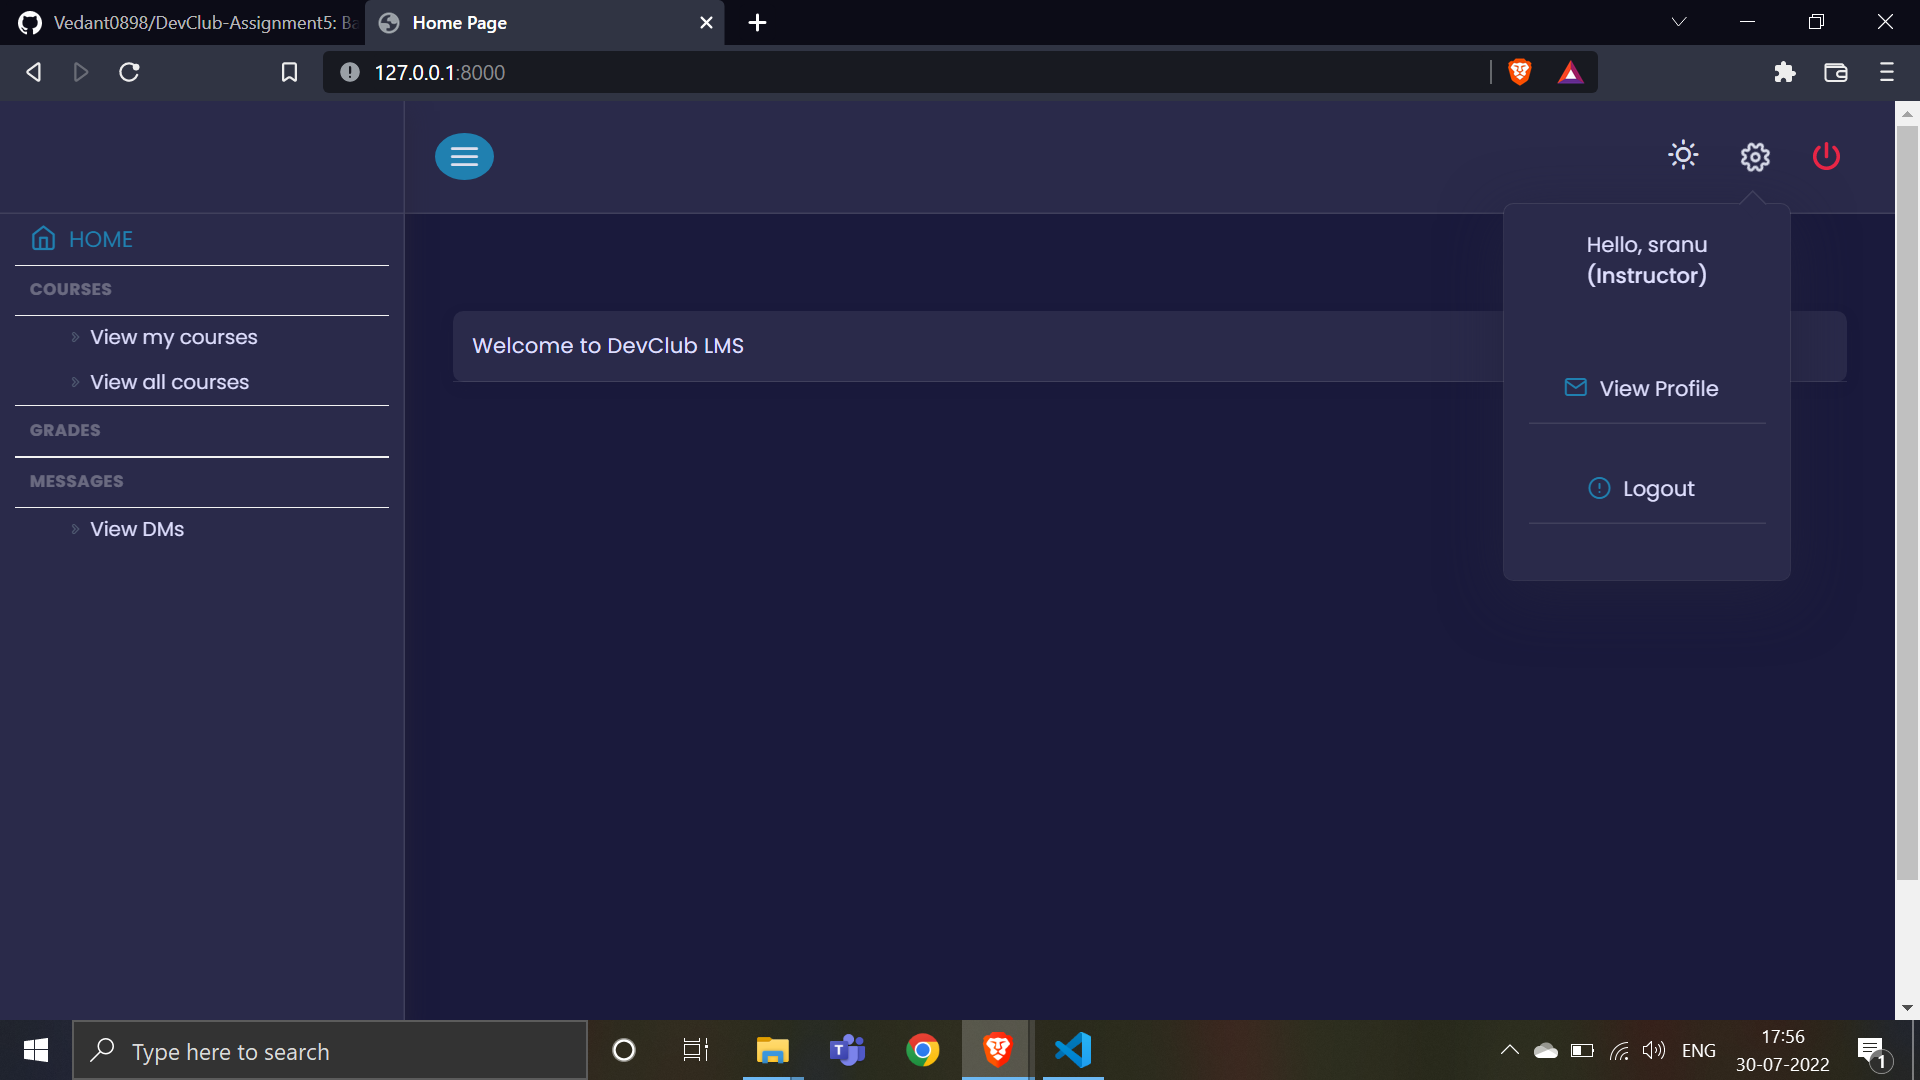 Vedant0898/DevClub-Assignment5: Ba
Home Page
127.0.0.1:8000
HOME
COURSES
View my courses
View all courses
GRADES
MESSAGES
View DMs
Welcome to DevClub LMS
Hello, sranu
(Instructor)
View Profile
Logout
Type here to search
T
ENG
17:56
30-07-2022
1